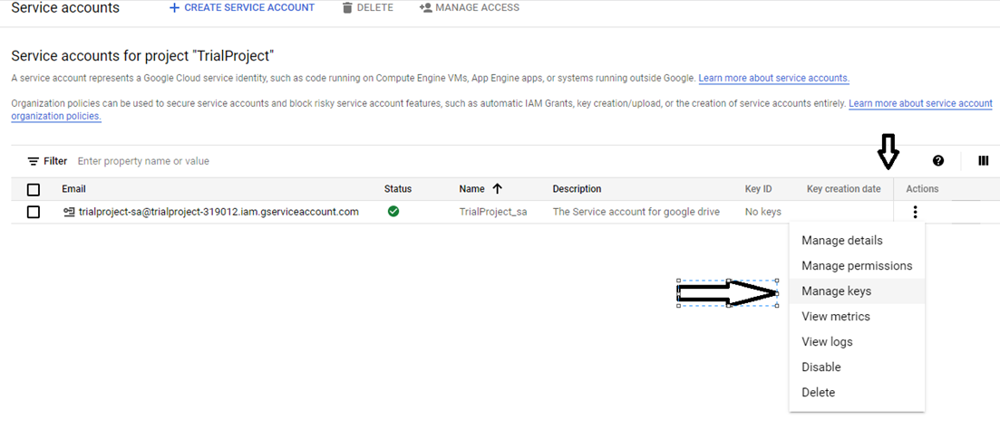 Service accounts
CREATE SERVICE ACCOUNT
DELETE
MANAGE ACCESS
Service accounts for project "TrialProject"
A service account represents a Google Cloud service identity, such as code running on Compute Engine VMs, App Engine apps, or systems running outside Google. Learn more about service accounts.
Organization policies can be used to secure service accounts and block risky service account features, such as automatic IAM Grants, key creation/upload, or the creation of service accounts entirely. Learn more about service account
organization policies.
Filter Enter property name or value
Email Status Name Description Key ID Key creation date Actions
trialproject-sa@trialproject-319012.iam.gserviceaccount.com TrialProject_sa The Service account for google drive No keys
Manage details
Manage permissions
Manage keys
View metrics
View logs
Disable
Delete